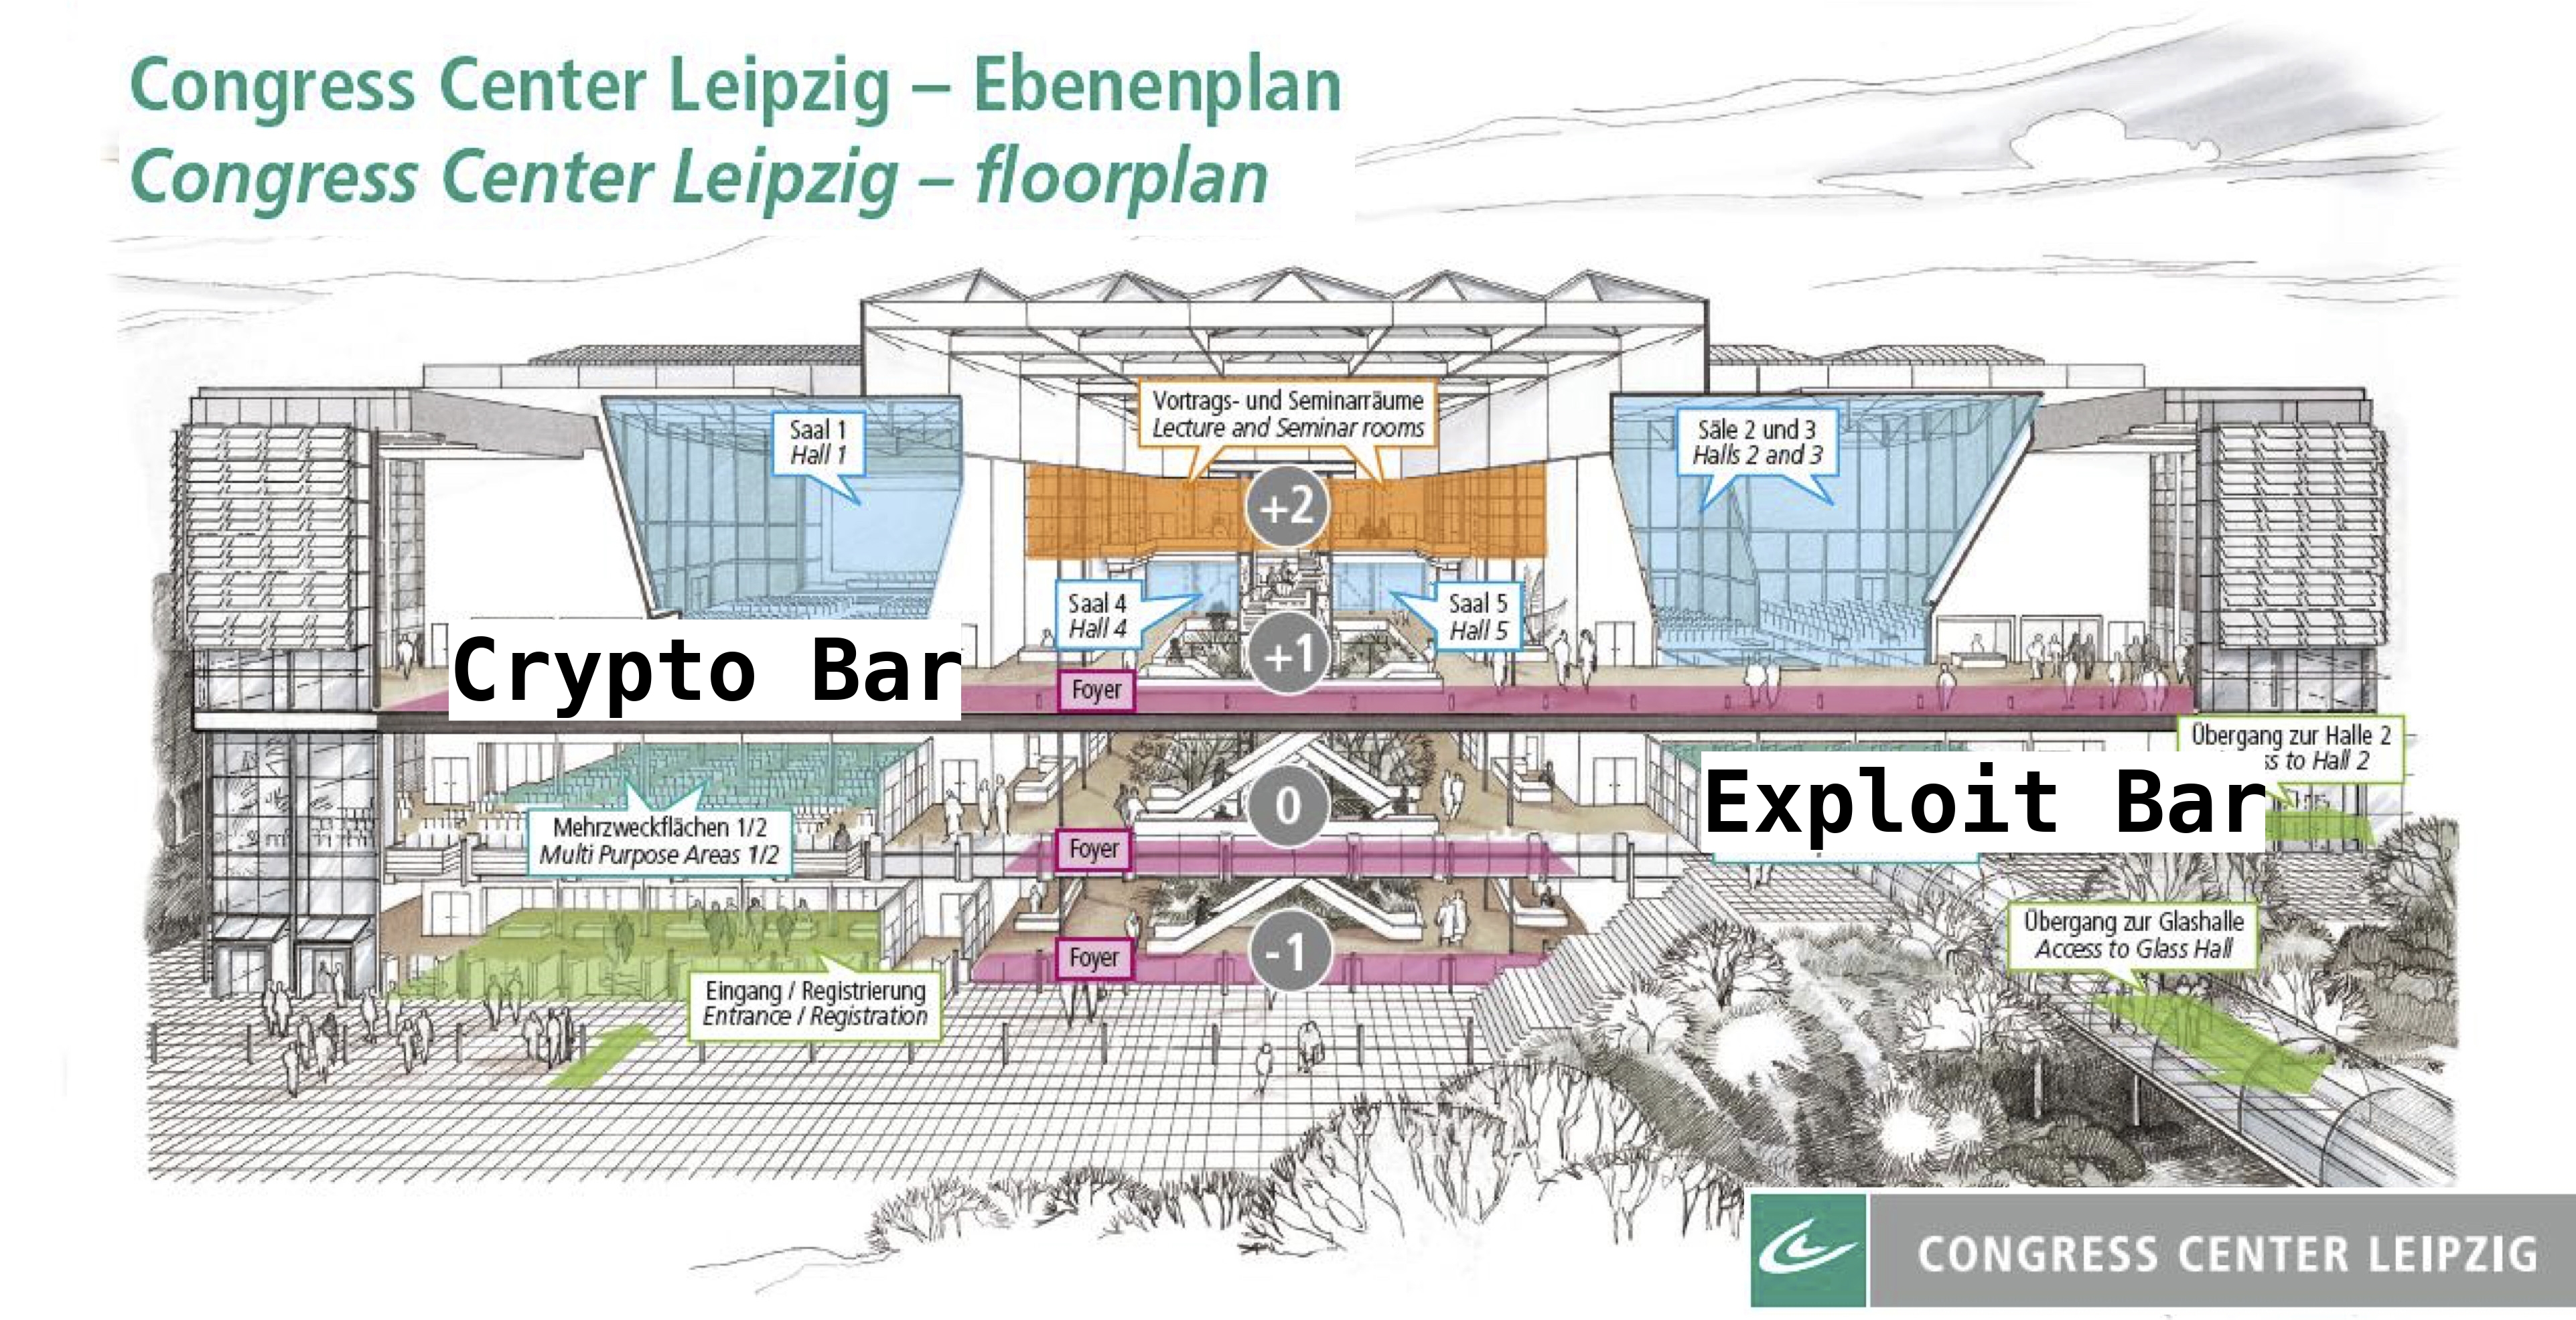 Congress Center Leipzig – Ebenenplan
Congress Center Leipzig – floorplan
Vortrags- und Seminarräume
Lecture and Seminar rooms
Saal 1
Hall 1
Säle 2 und 3
Halls 2 and 3
+2
Saal 4
Hall 4
Saal 5
Hall 5
+1
Crypto Bar
Foyer
Übergang zur Halle 2
ss to Hall 2
Exploit Bar
0
Mehrzweckflächen 1/2
Multi Purpose Areas 1/2
Foyer
Übergang zur Glashalle
Access to Glass Hall
-1
Foyer
Eingang / Registrierung
Entrance / Registration
CONGRESS CENTER LEIPZIG